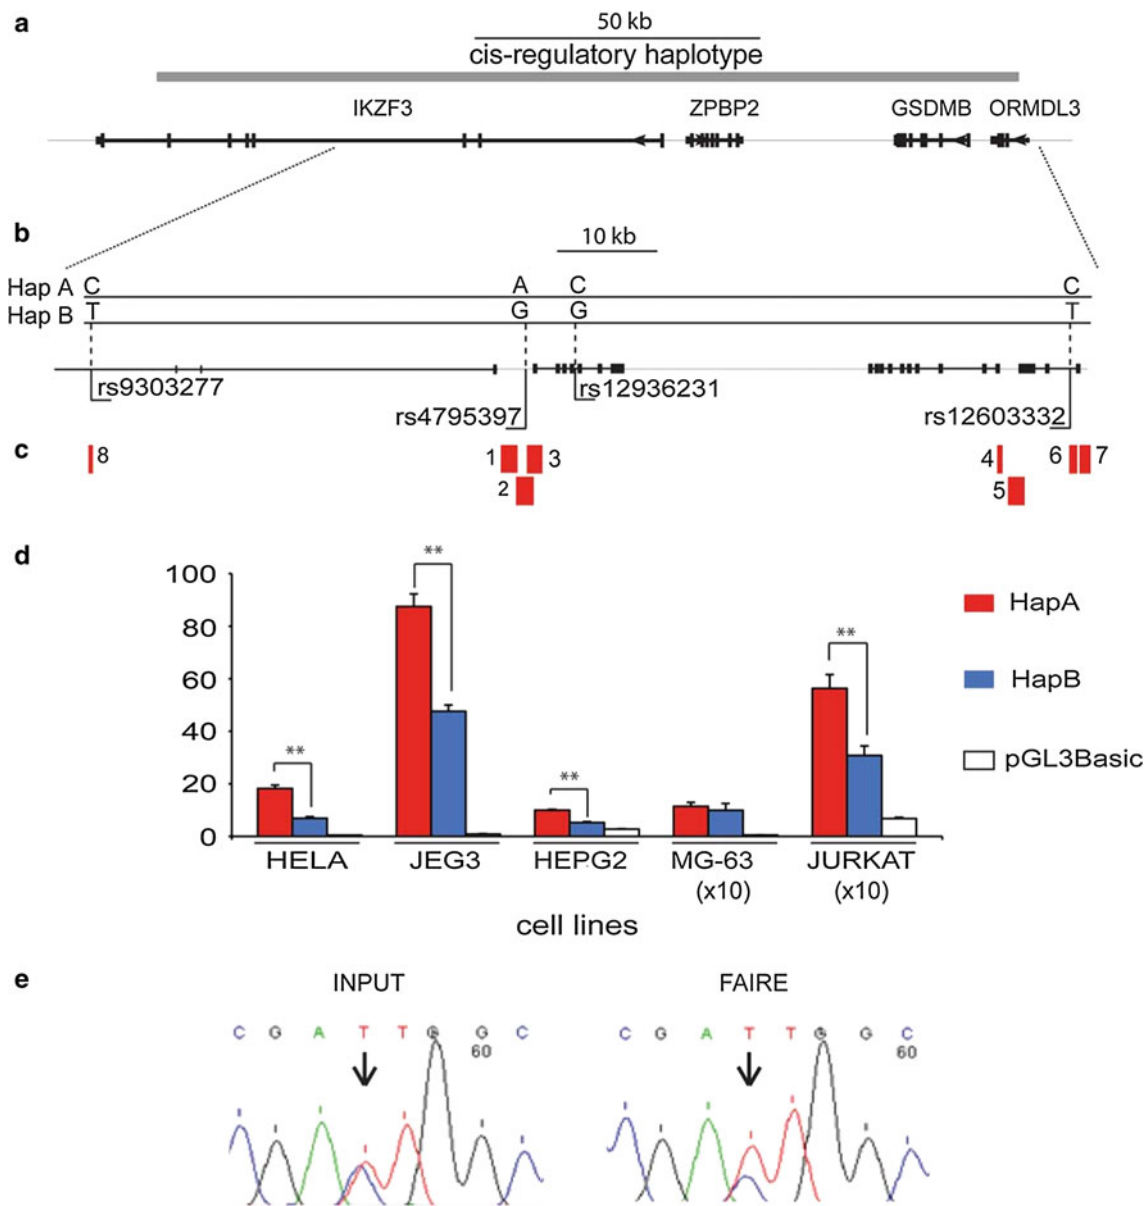 a
50 kb
cis-regulatory haplotype
IKZF3 ZPBP2 GSDMB ORMDL3
b
10 kb
Hap A C A C C
Hap B T G G T
rs9303277 rs12936231
rs4795397 rs12603332
c
8 1 3 4 6 7
2 5
d
**
100
80
60
40
20
0
**
**
**
HELA JEG3 HEPG2 MG-63 JURKAT
(x10) (x10)
cell lines
HapA
HapB
pGL3Basic
e
INPUT FAIRE
C G A T T G G C C G A T T G G C
60 60